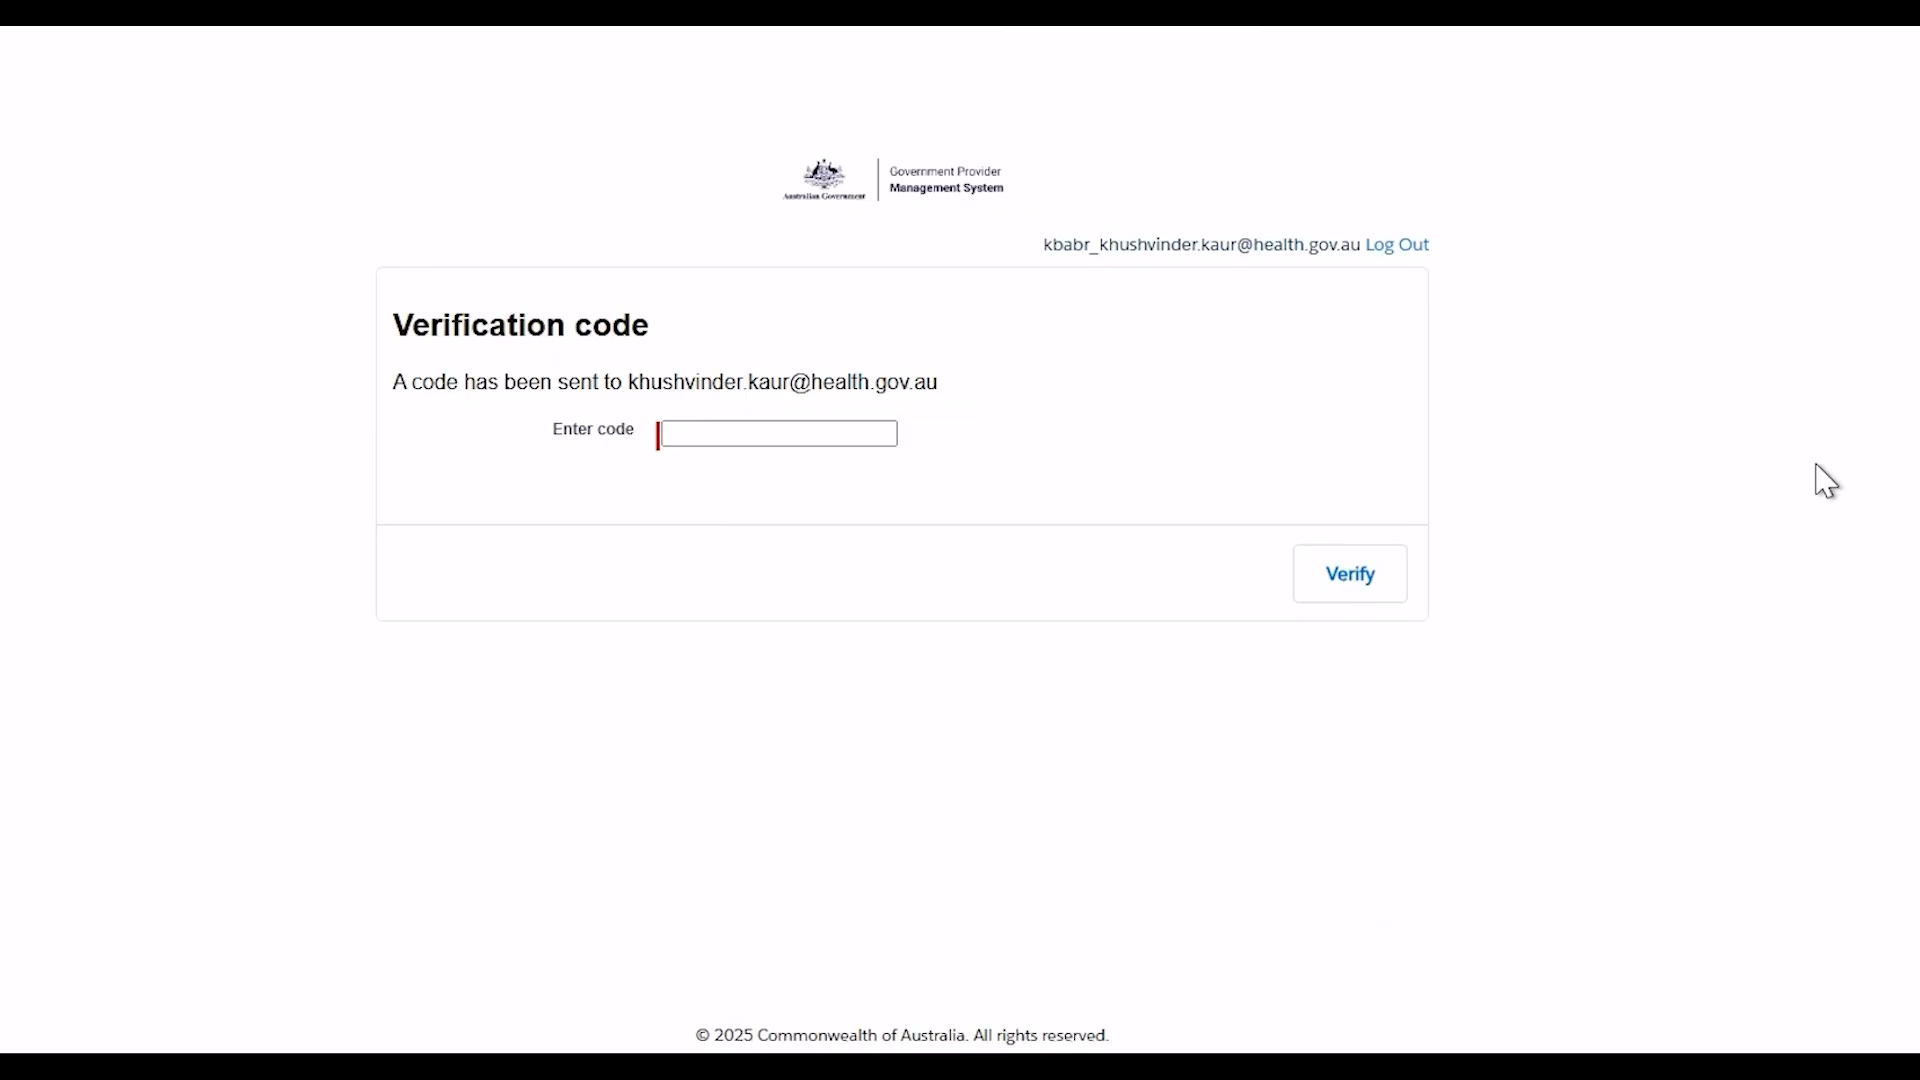 Australian Government
Government Provider
Management System
kbabr_khushvinder.kaur@health.gov.au Log Out
Verification code
A code has been sent to khushvinder.kaur@health.gov.au
Enter code
Verify
© 2025 Commonwealth of Australia. All rights reserved.